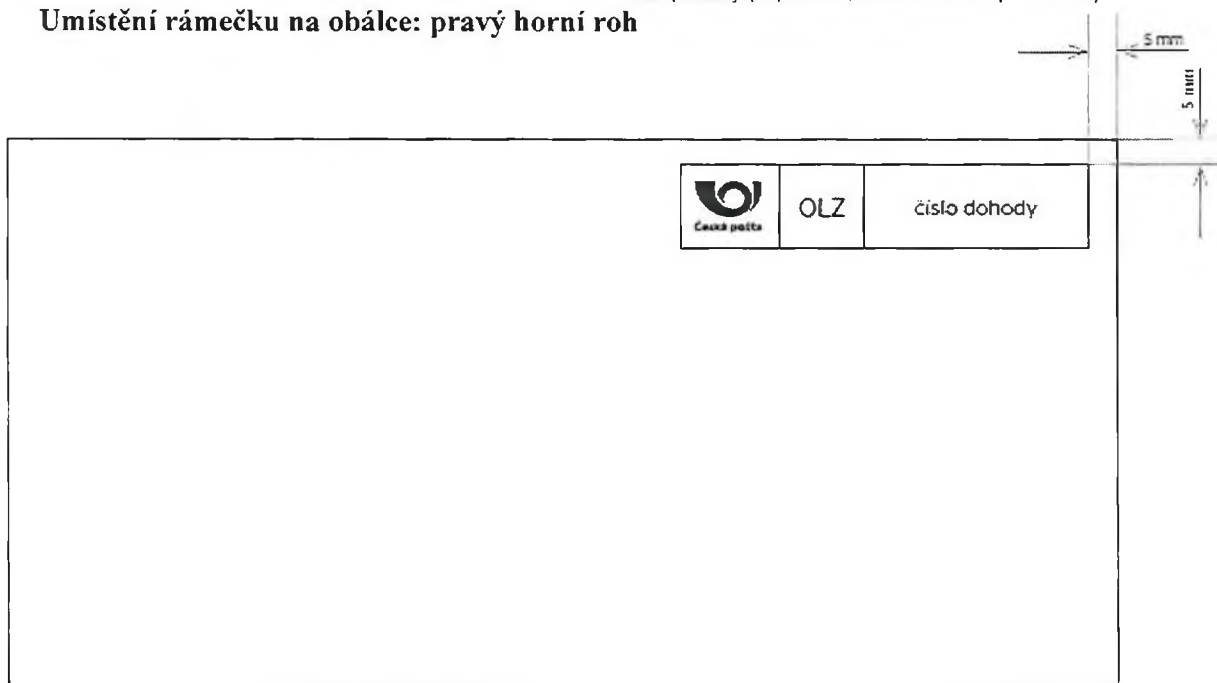 Umístění rámečku na obálce: pravý horní roh
5 mm
5 mm
Česká pošta
OLZ
číslo dohody